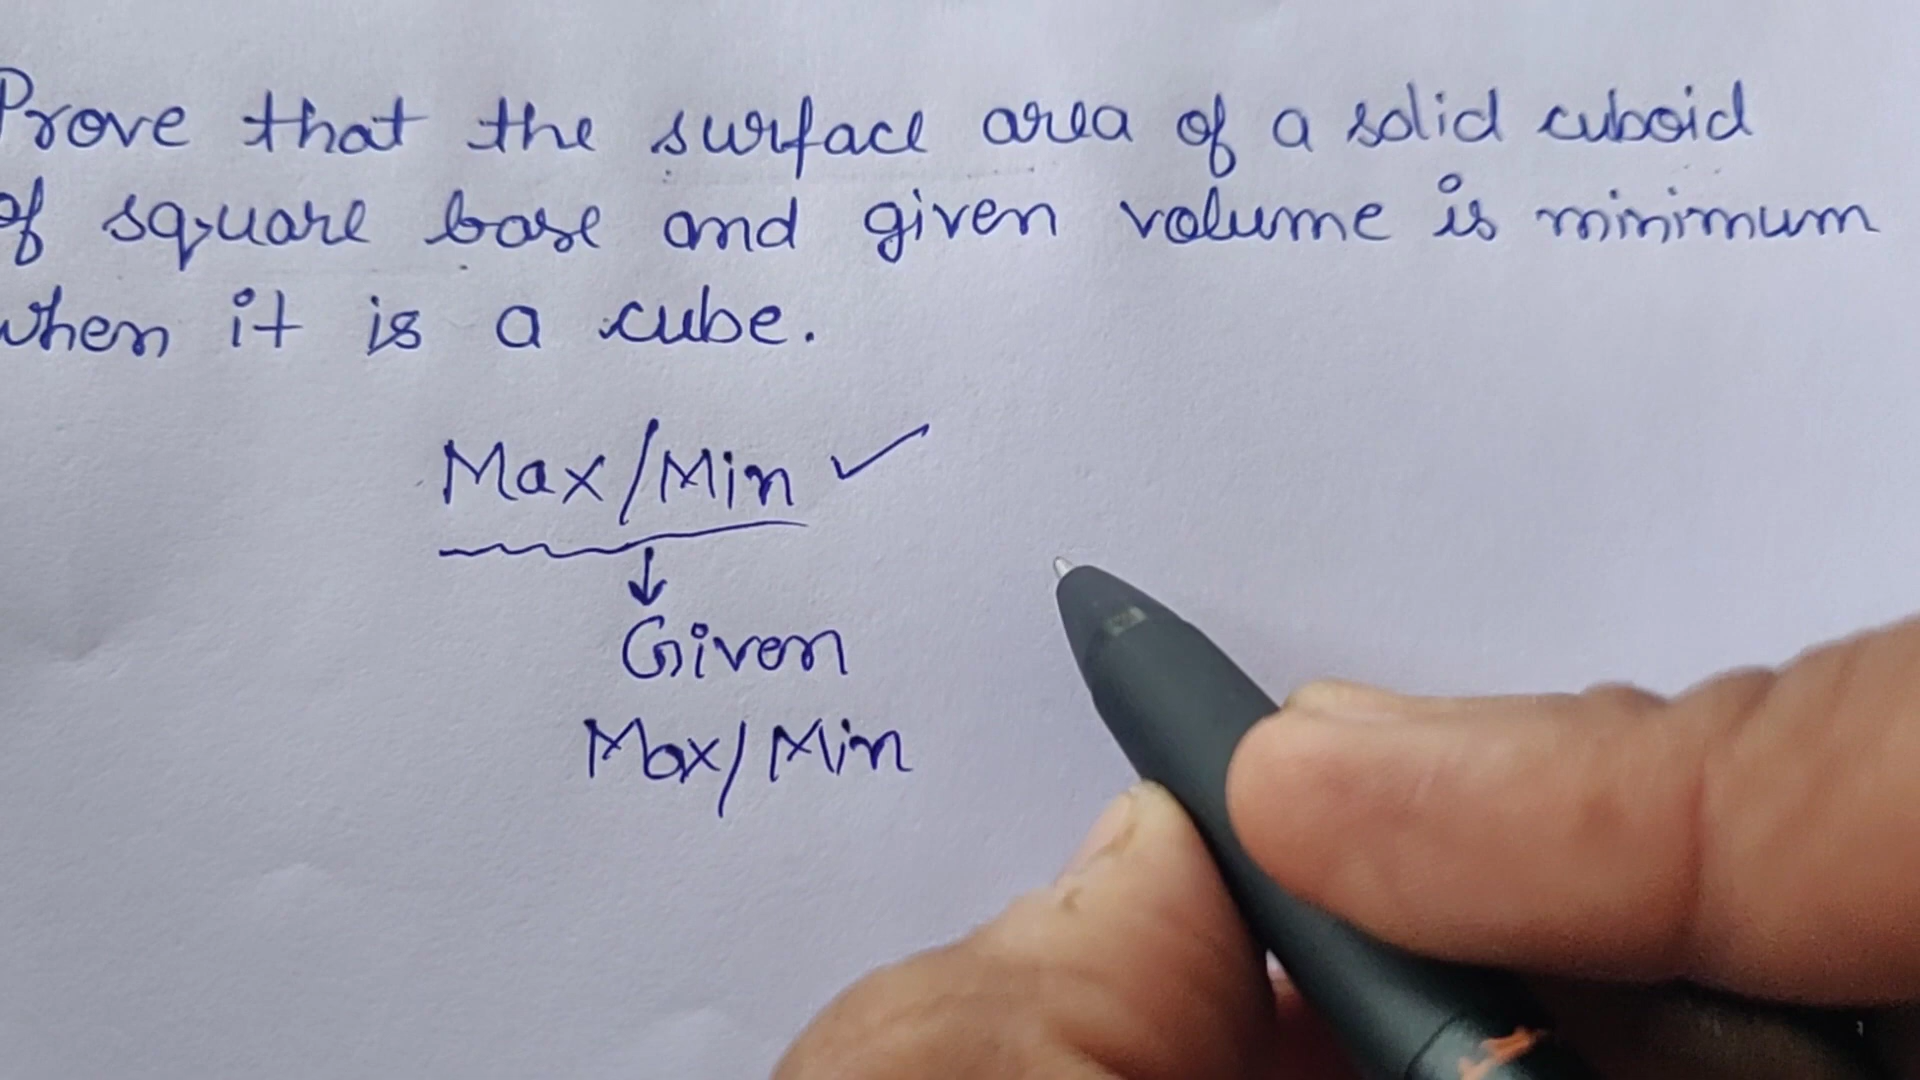 Prove that the surface area of a solid cuboid
of square base and given volume is minimum
when it is a cube.
Max/Min ✓
↓
Given
Max/Min